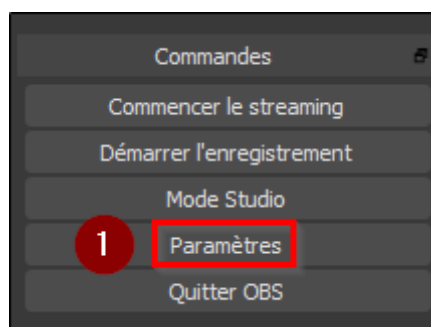 Commandes
Commencer le streaming
Démarrer l'enregistrement
Mode Studio
1 Paramètres
Quitter OBS